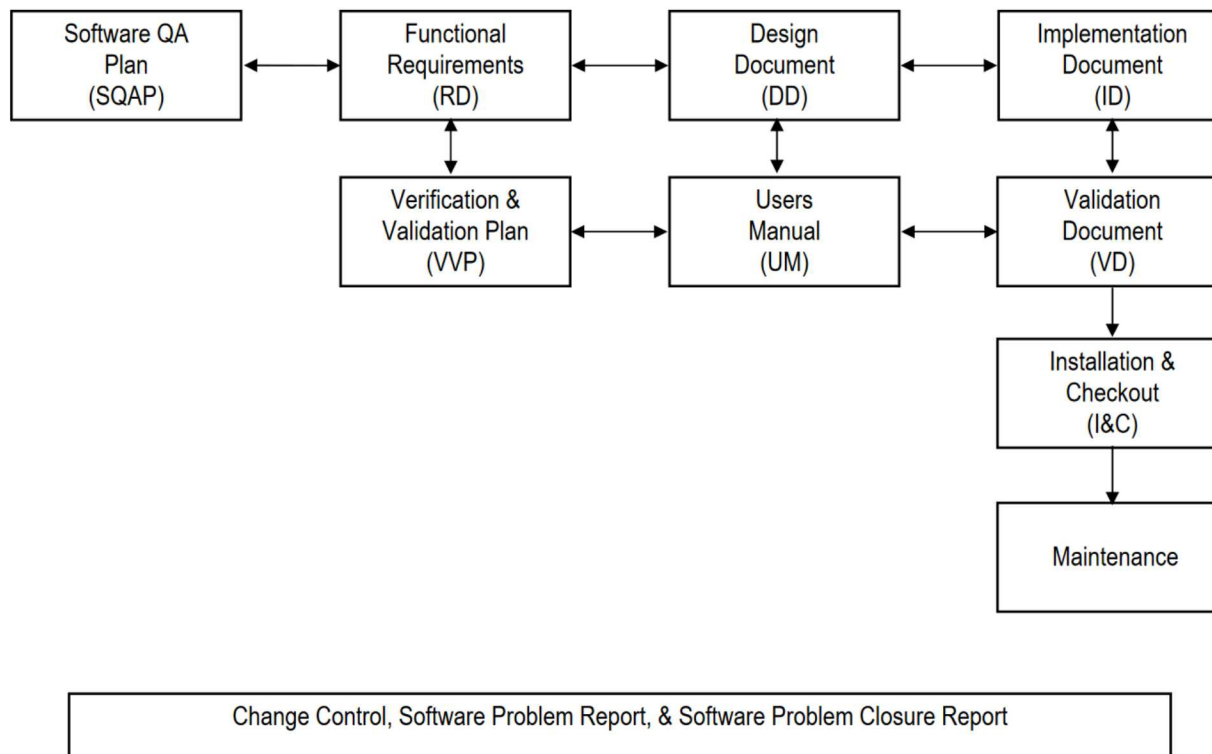 Software QA
Plan
(SQAP)
Functional
Requirements
(RD)
Design
Document
(DD)
Implementation
Document
(ID)
Verification &
Validation Plan
(VVP)
Users
Manual
(UM)
Validation
Document
(VD)
Installation &
Checkout
(I&C)
Maintenance
Change Control, Software Problem Report, & Software Problem Closure Report